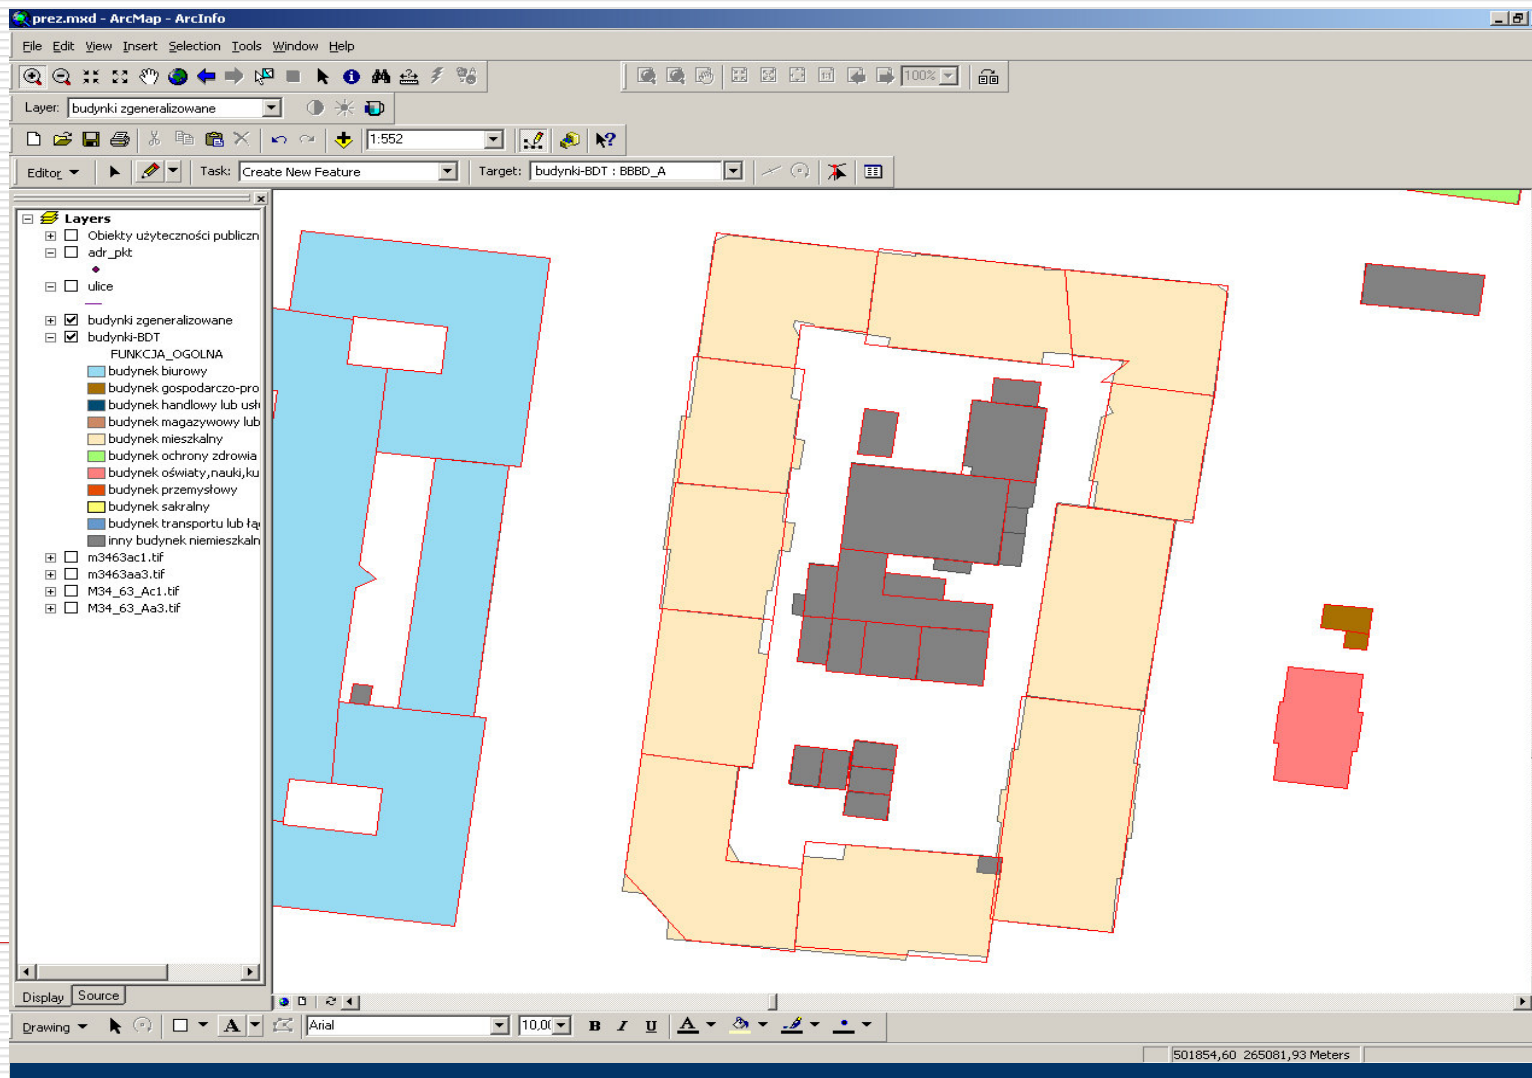 prez.mxd - ArcMap - ArcInfo
File Edit View Insert Selection Tools Window Help
100%
Layer: budynki zgeneralizowane
1:552
Editor Task: Create New Feature Target: budynki-BDT : BBBD_A
Layers
Obiekty użyteczności publiczn
adr_pkt
ulice
budynki zgeneralizowane
budynki-BDT
FUNKCJA_OGOLNA
budynek biurowy
budynek gospodarczo-pro
budynek handlowy lub usł
budynek magazywowy lub
budynek mieszkalny
budynek ochrony zdrowia
budynek oświaty,nauki,ku
budynek przemysłowy
budynek sakralny
budynek transportu lub łą
inny budynek niemieszkaln
m3463ac1.tif
m3463aa3.tif
M34_63_Ac1.tif
M34_63_Aa3.tif
Display Source
Drawing A Arial 10,0 B I U A
501854,60 265081,93 Meters